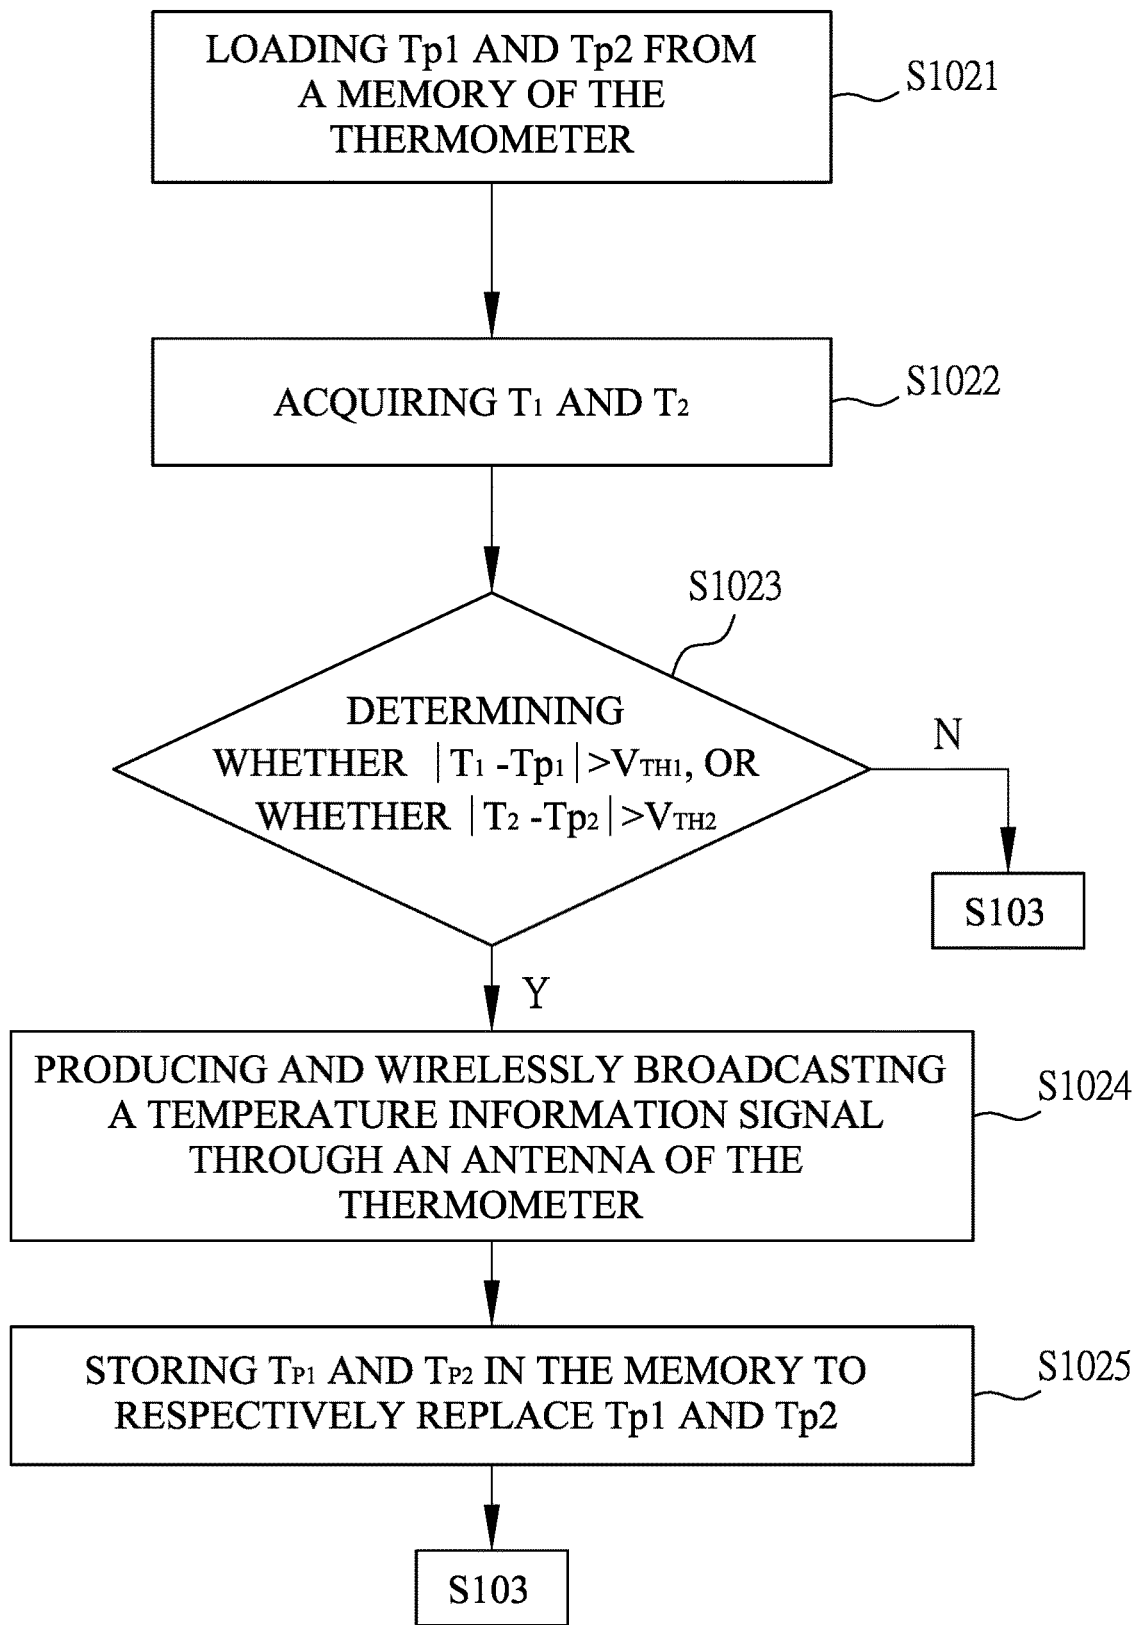 LOADING Tp1 AND Tp2 FROM
A MEMORY OF THE
THERMOMETER
S1021
ACQUIRING T1 AND T2
S1022
S1023
DETERMINING
WHETHER |T1 -Tp1|>VTH1, OR
WHETHER |T2 -Tp2|>VTH2
N
S103
Y
PRODUCING AND WIRELESSLY BROADCASTING
A TEMPERATURE INFORMATION SIGNAL
THROUGH AN ANTENNA OF THE
THERMOMETER
S1024
STORING TP1 AND TP2 IN THE MEMORY TO
RESPECTIVELY REPLACE Tp1 AND Tp2
S1025
S103